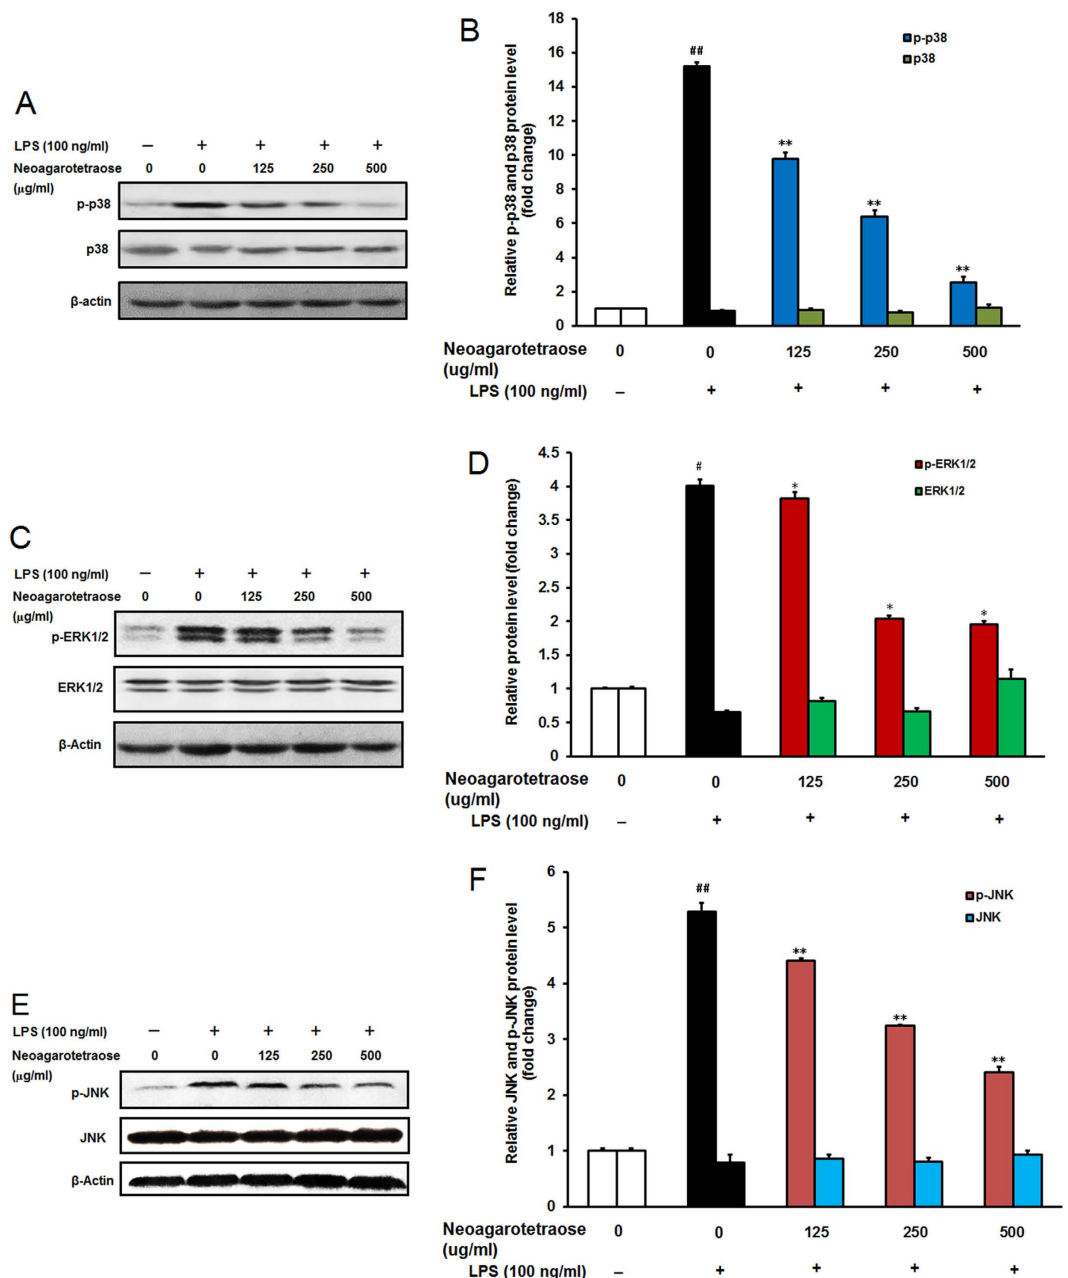 A
LPS (100 ng/ml) – + + + +
Neoagarotetraose 0 0 125 250 500
(μg/ml)
p-p38
p38
β-actin
B
Relative p-p38 and p38 protein level
(fold change)
18
16
14
12
10
8
6
4
2
0
##
**
**
**
p-p38
p38
Neoagarotetraose 0 0 125 250 500
(ug/ml)
LPS (100 ng/ml) – + + + +
C
LPS (100 ng/ml) – + + + +
Neoagarotetraose 0 0 125 250 500
(μg/ml)
p-ERK1/2
ERK1/2
β-Actin
D
Relative protein level (fold change)
4.5
4
3.5
3
2.5
2
1.5
1
0.5
0
#
*
*
*
p-ERK1/2
ERK1/2
Neoagarotetraose 0 0 125 250 500
(ug/ml)
LPS (100 ng/ml) – + + + +
E
LPS (100 ng/ml) – + + + +
Neoagarotetraose 0 0 125 250 500
(μg/ml)
p-JNK
JNK
β-Actin
F
Relative JNK and p-JNK protein level
(fold change)
6
5
4
3
2
1
0
##
**
**
**
p-JNK
JNK
Neoagarotetraose 0 0 125 250 500
(ug/ml)
LPS (100 ng/ml) – + + + +